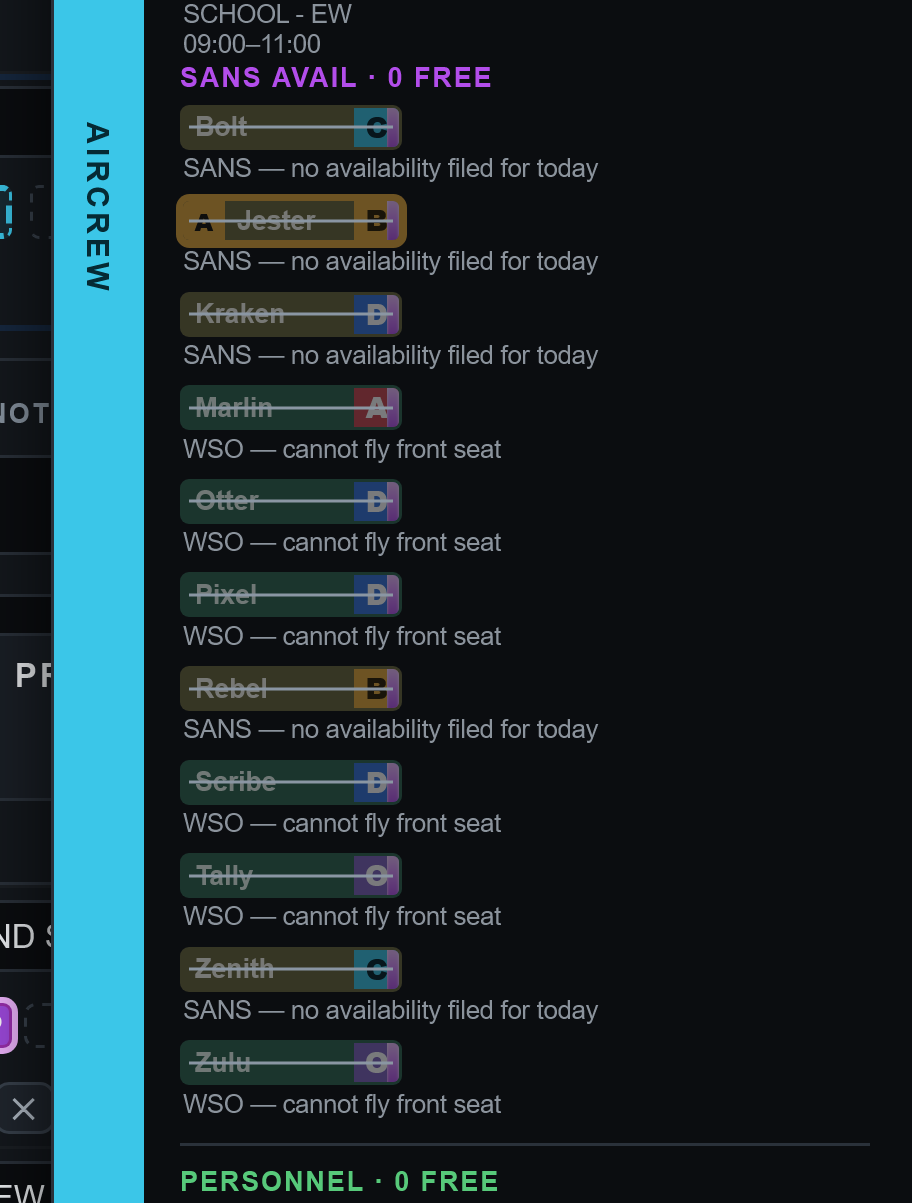 SCHOOL - EW
09:00–11:00
SANS AVAIL · 0 FREE
AIRCREW
Bolt C
SANS — no availability filed for today
A Jester B
SANS — no availability filed for today
Kraken D
SANS — no availability filed for today
NOT
Marlin A
WSO — cannot fly front seat
Otter D
WSO — cannot fly front seat
Pixel D
WSO — cannot fly front seat
PR
Rebel B
SANS — no availability filed for today
Scribe D
WSO — cannot fly front seat
Tally O
WSO — cannot fly front seat
ND S
Zenith C
SANS — no availability filed for today
Zulu O
WSO — cannot fly front seat
PERSONNEL · 0 FREE
EW